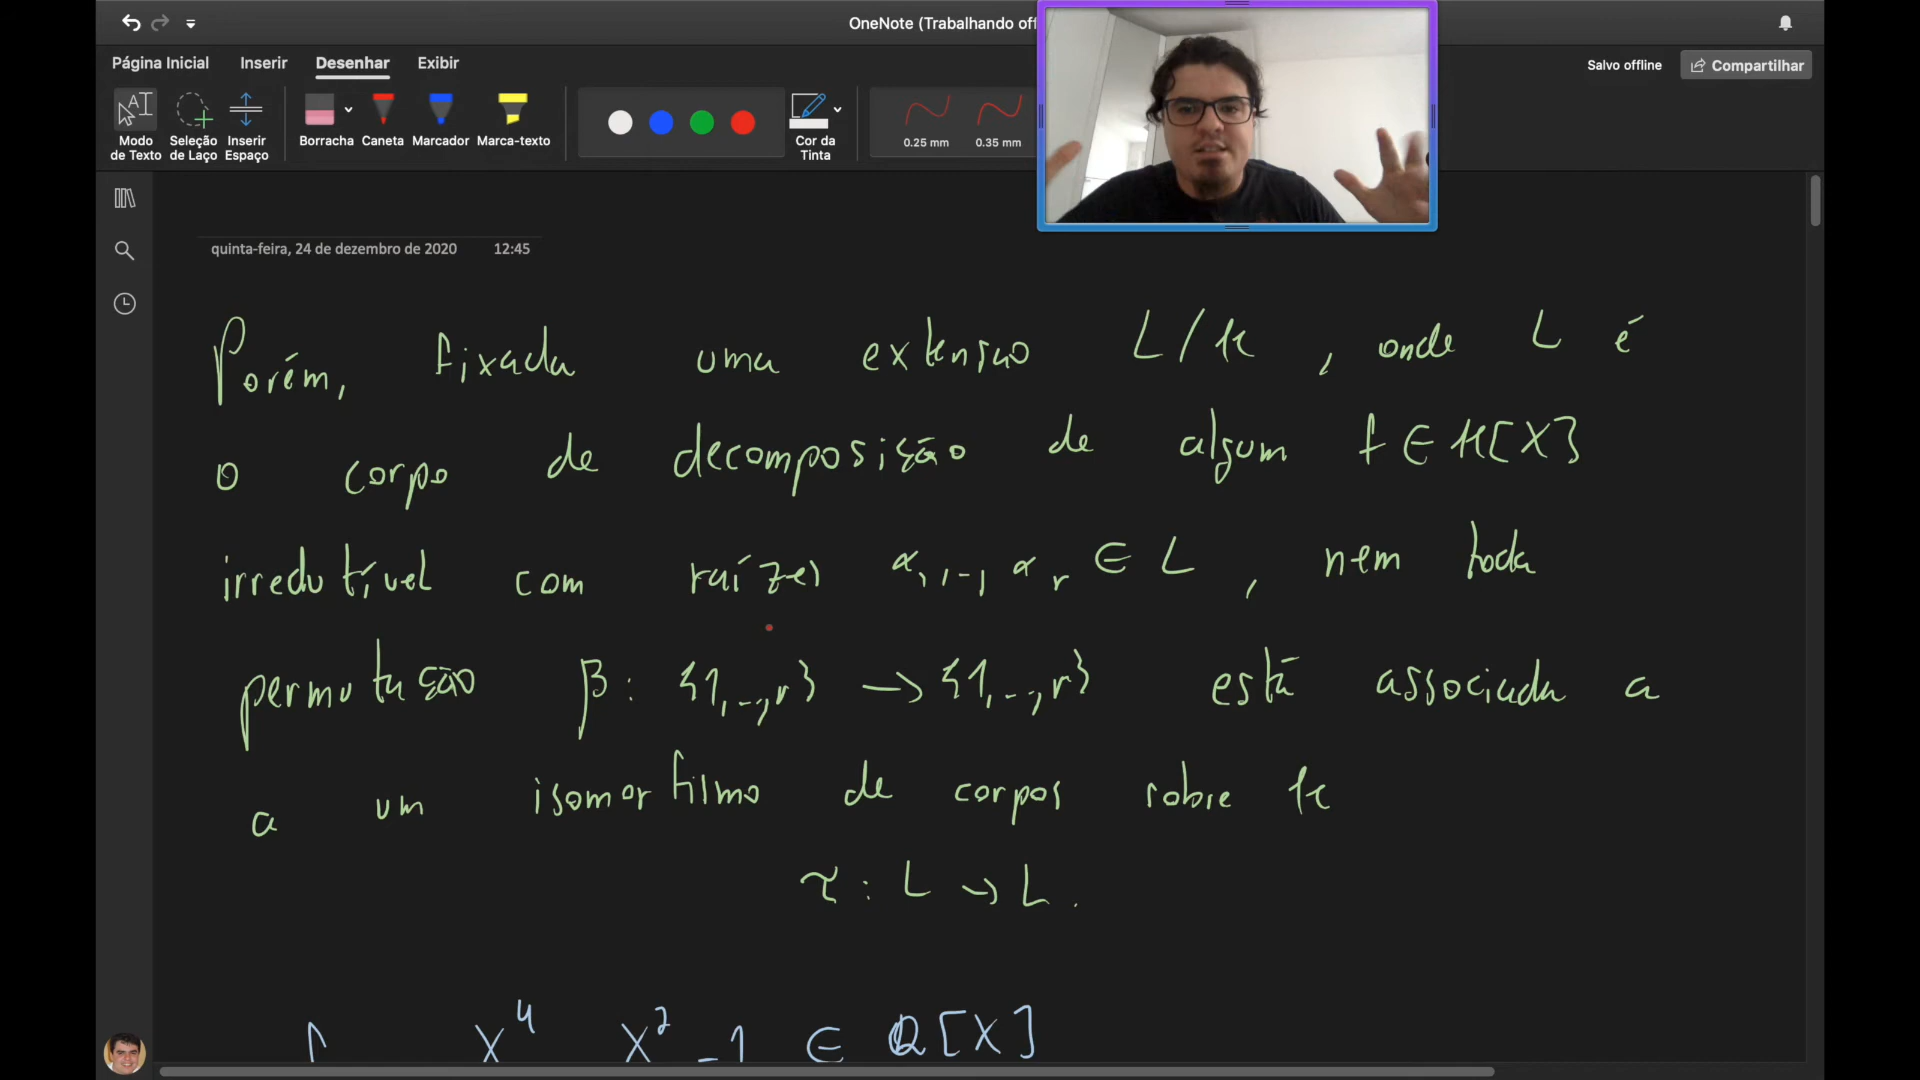 OneNote (Trabalhando off
Página Inicial Inserir Desenhar Exibir
Salvo offline Compartilhar
Modo de Texto
Seleção de Laço
Inserir Espaço
Borracha Caneta Marcador Marca-texto
Cor da Tinta
0.25 mm 0.35 mm
quinta-feira, 24 de dezembro de 2020 12:45
Porém, fixada uma extensão L/k, onde L é
o corpo de decomposição de algum f ∈ k[X]
irredutível com raízes α₁,..,αᵣ ∈ L, nem toda
permutação β: {1,..,r} → {1,..,r} está associada a
a um isomorfismo de corpos sobre k
τ: L → L.
X⁴ X² -1 ∈ Q[X]